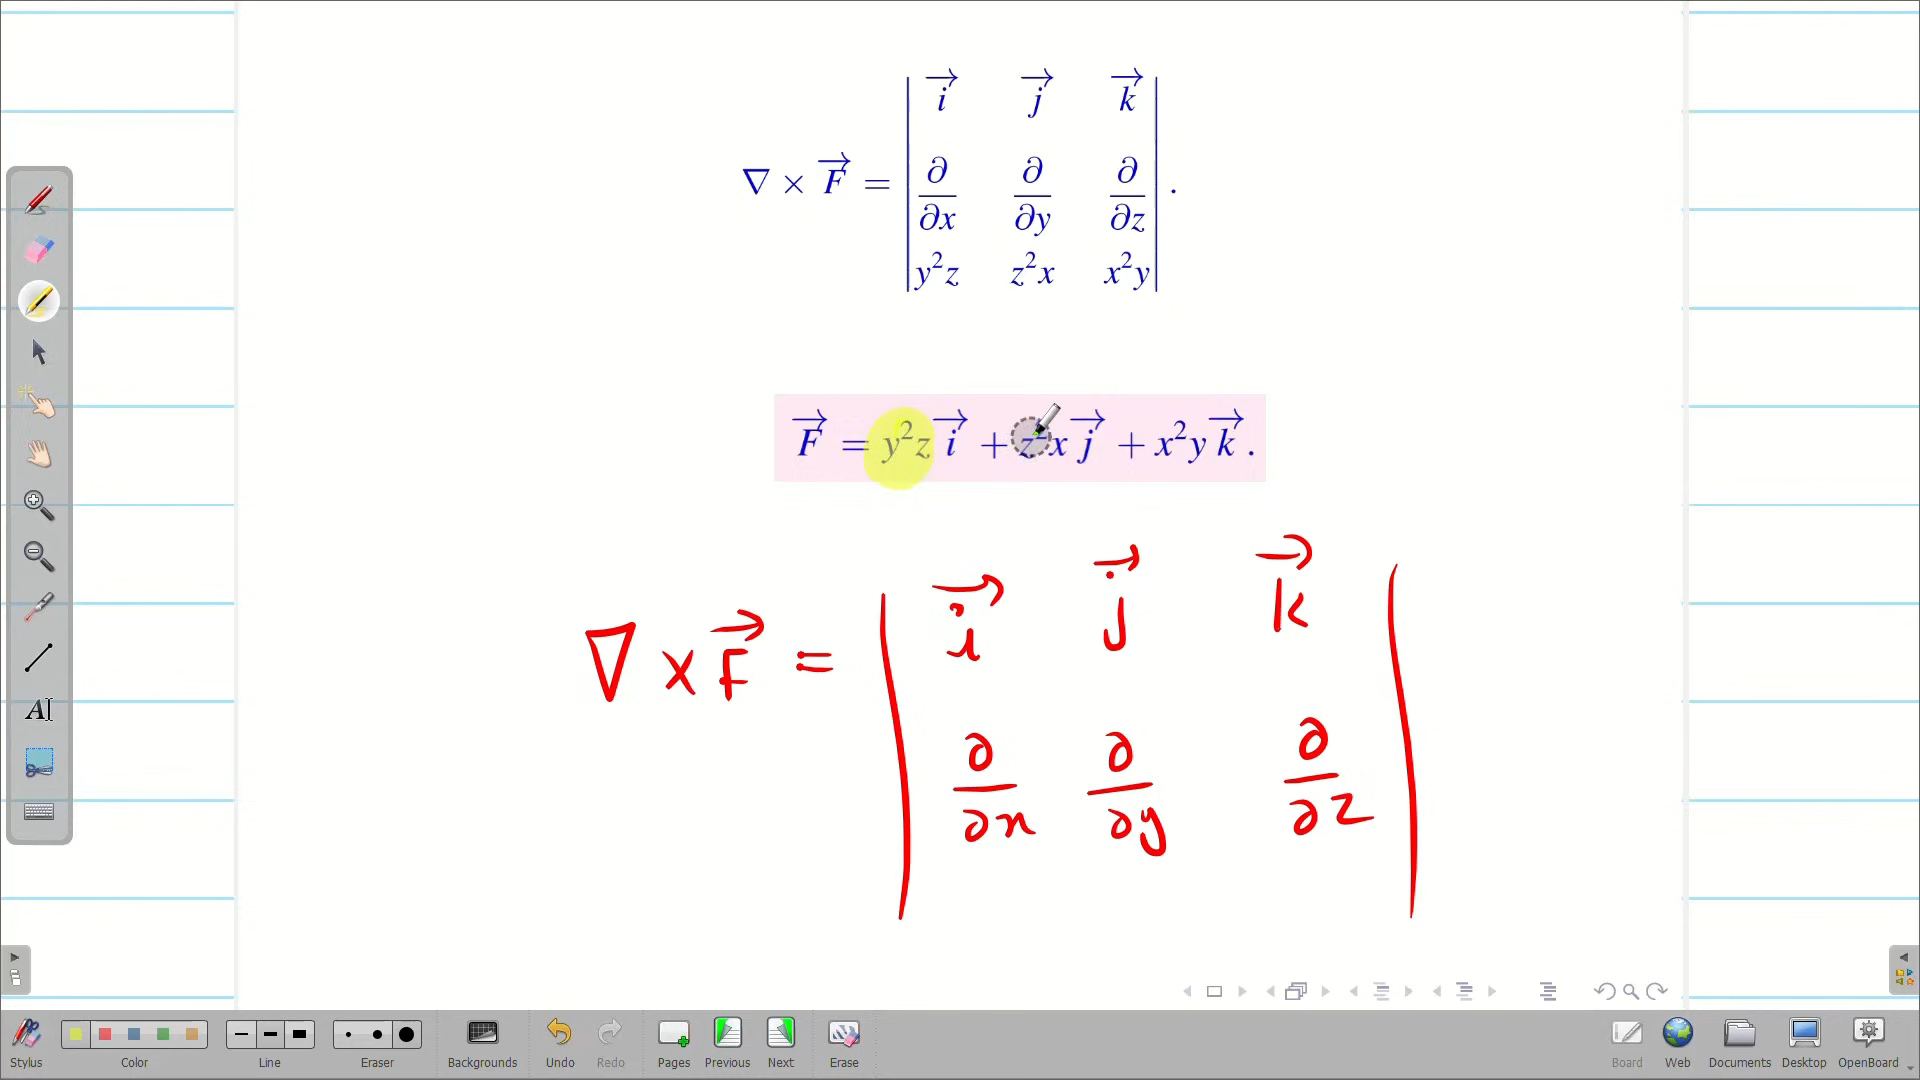 i⃗ j⃗ k⃗
∇ × F⃗ = ∂/∂x ∂/∂y ∂/∂z .
y²z z²x x²y
F⃗ = y²z i⃗ + z²x j⃗ + x²y k⃗ .
i⃗ j⃗ k⃗
∇ × F⃗ =
∂/∂x ∂/∂y ∂/∂z
A
Stylus Color Line Eraser Backgrounds Undo Redo Pages Previous Next Erase Board Web Documents Desktop OpenBoard